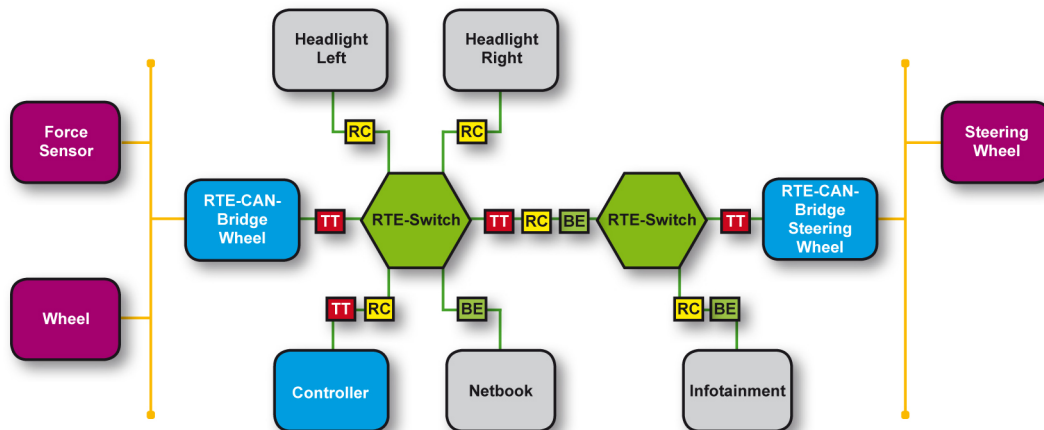 Headlight
Left
Headlight
Right
Force
Sensor
Steering
Wheel
RC
RC
RTE-CAN-
Bridge
Wheel
TT
RTE-Switch
TT
RC
BE
RTE-Switch
TT
RTE-CAN-
Bridge
Steering
Wheel
Wheel
TT
RC
BE
RC
BE
Controller
Netbook
Infotainment